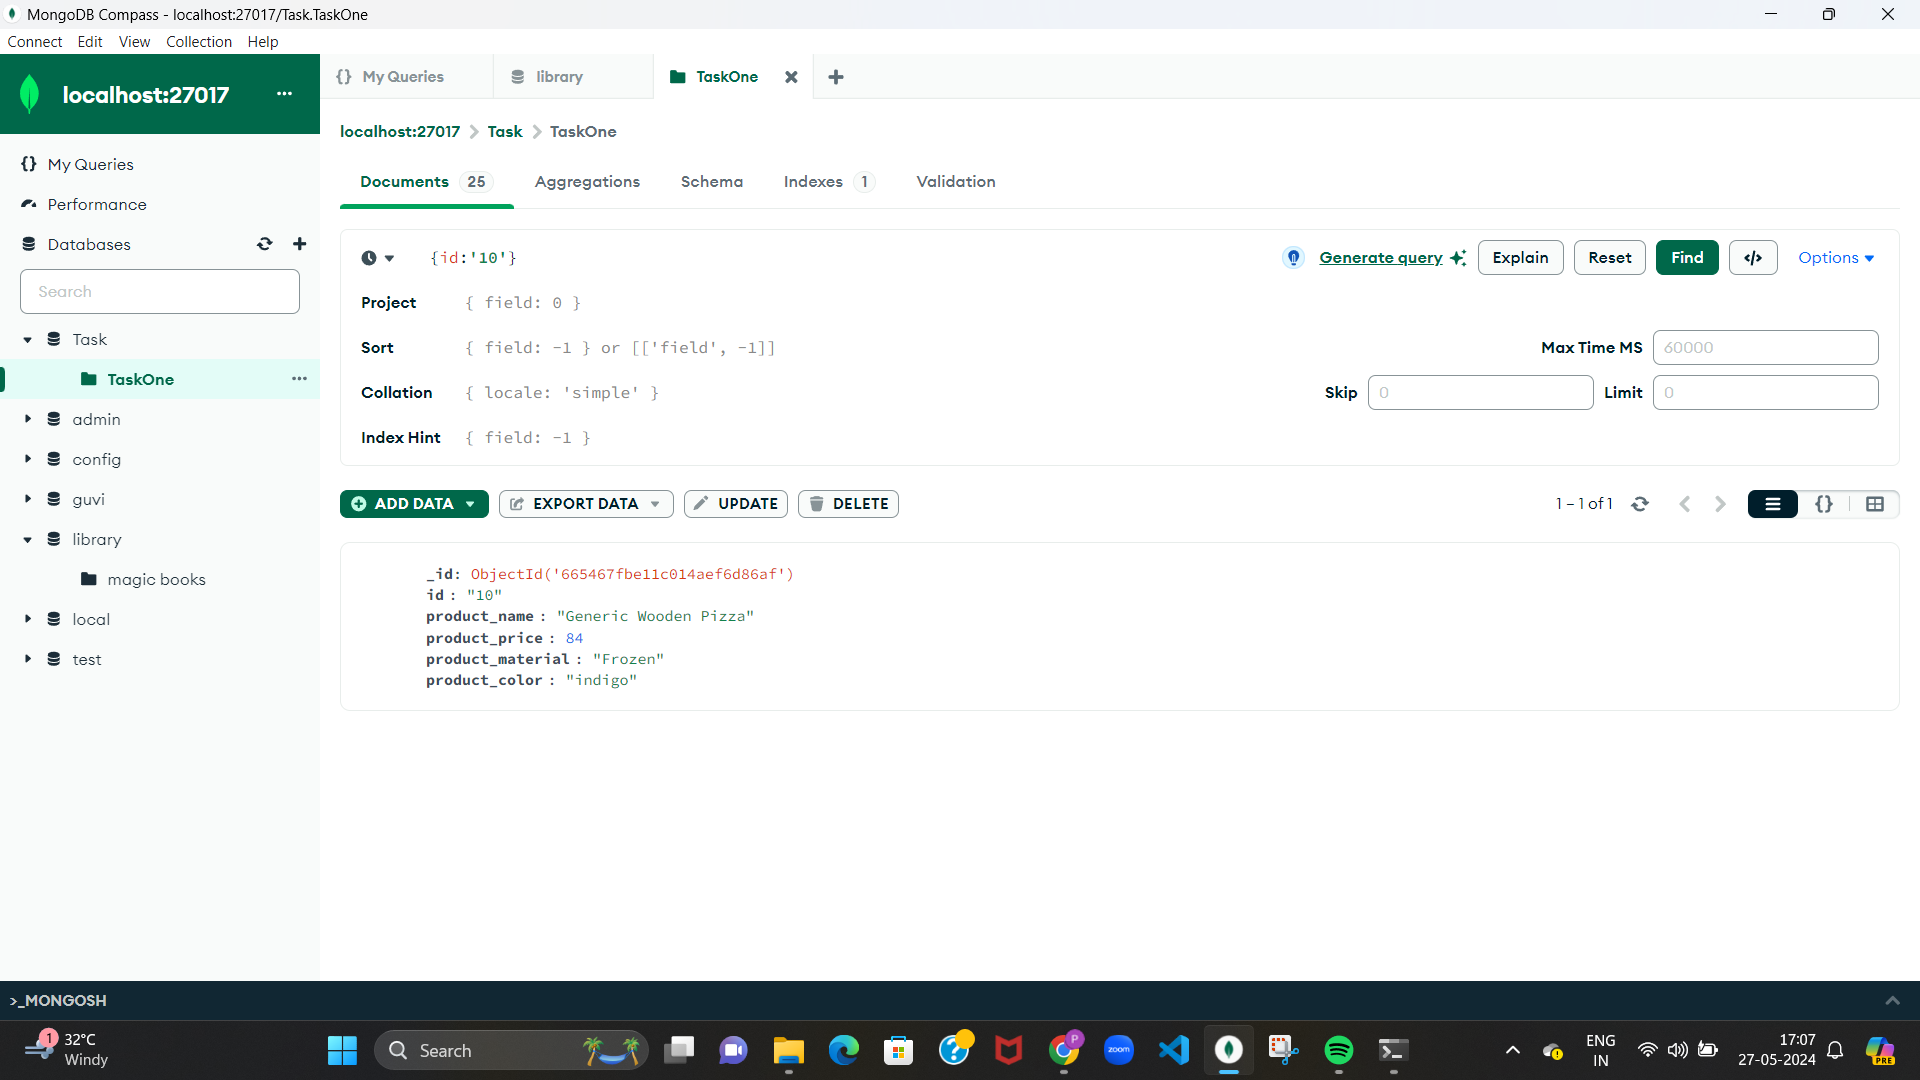 MongoDB Compass - localhost:27017/Task.TaskOne
Connect Edit View Collection Help
localhost:27017 ...
{} My Queries
library
TaskOne
localhost:27017 > Task > TaskOne
My Queries
Performance
Databases
Search
Task
TaskOne ...
admin
config
guvi
library
magic books
local
test
Documents 25 Aggregations Schema Indexes 1 Validation
{id:'10'}
Generate query Explain Reset Find </> Options
Project { field: 0 }
Sort { field: -1 } or [['field', -1]] Max Time MS 60000
Collation { locale: 'simple' } Skip 0 Limit 0
Index Hint { field: -1 }
ADD DATA EXPORT DATA UPDATE DELETE 1 – 1 of 1 {}
_id: ObjectId('665467fbe11c014aef6d86af')
id : "10"
product_name : "Generic Wooden Pizza"
product_price : 84
product_material : "Frozen"
product_color : "indigo"
>_MONGOSH
1 32°C
Windy
Search
P
zoom
ENG
IN
17:07
27-05-2024
PRE